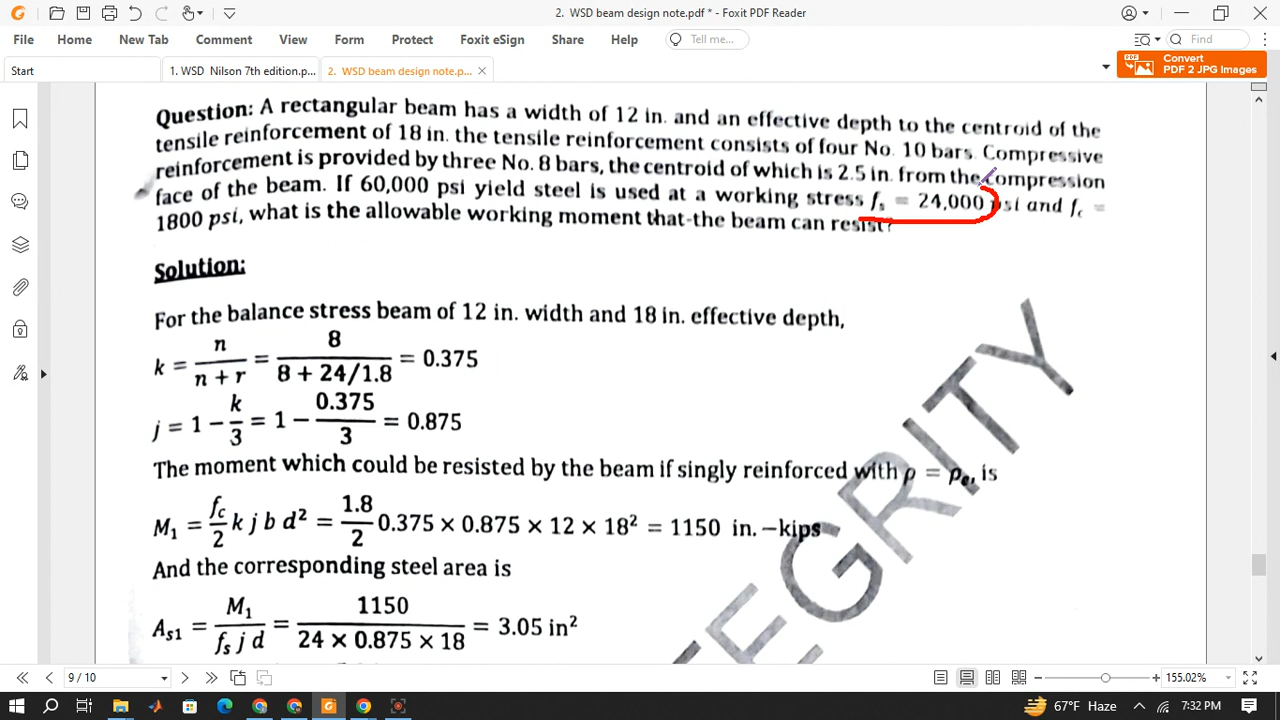 2. WSD beam design note.pdf * - Foxit PDF Reader
File Home New Tab Comment View Form Protect Foxit eSign Share Help Tell me... Find
Start 1. WSD Nilson 7th edition.p... 2. WSD beam design note.p...
Convert
PDF 2 JPG Images
Question: A rectangular beam has a width of 12 in. and an effective depth to the centroid of the
tensile reinforcement of 18 in. the tensile reinforcement consists of four No. 10 bars. Compressive
reinforcement is provided by three No. 8 bars, the centroid of which is 2.5 in. from the compression
face of the beam. If 60,000 psi yield steel is used at a working stress fₛ = 24,000 psi and f꜀ =
1800 psi, what is the allowable working moment that the beam can resist?
Solution:
For the balance stress beam of 12 in. width and 18 in. effective depth,
k = n / (n + r) = 8 / (8 + 24/1.8) = 0.375
j = 1 − k/3 = 1 − 0.375/3 = 0.875
The moment which could be resisted by the beam if singly reinforced with ρ = ρₑ, is
M₁ = f꜀/2 k j b d² = 1.8/2 0.375 × 0.875 × 12 × 18² = 1150 in. −kips
And the corresponding steel area is
Aₛ₁ = M₁ / (fₛ j d) = 1150 / (24 × 0.875 × 18) = 3.05 in²
EGRITY
9 / 10 155.02%
67°F Haze 7:32 PM